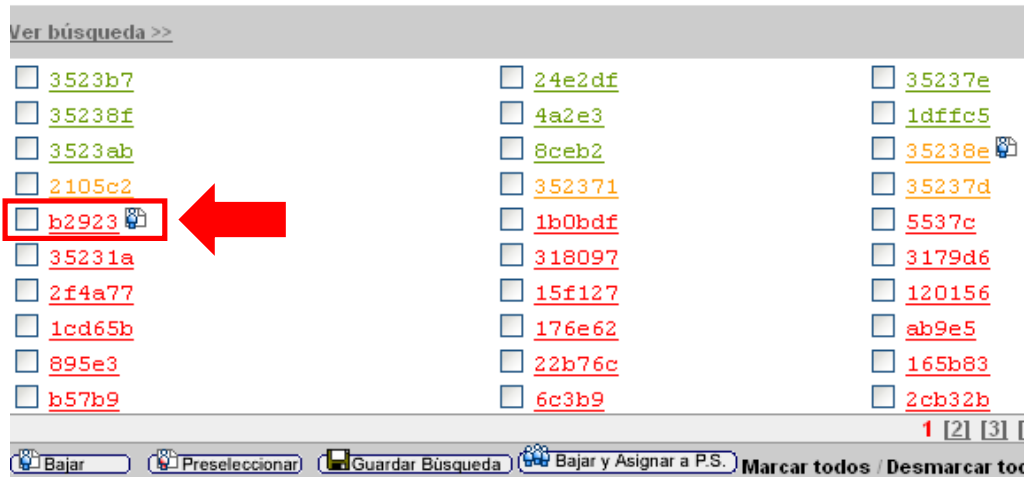 Ver búsqueda >>
3523b7 24e2df 35237e
35238f 4a2e3 1dffc5
3523ab 8ceb2 35238e
2105c2 352371 35237d
b2923 1b0bdf 5537c
35231a 318097 3179d6
2f4a77 15f127 120156
1cd65b 176e62 ab9e5
895e3 22b76c 165b83
b57b9 6c3b9 2cb32b
1 [2] [3] [
Bajar Preseleccionar Guardar Búsqueda Bajar y Asignar a P.S. Marcar todos / Desmarcar too